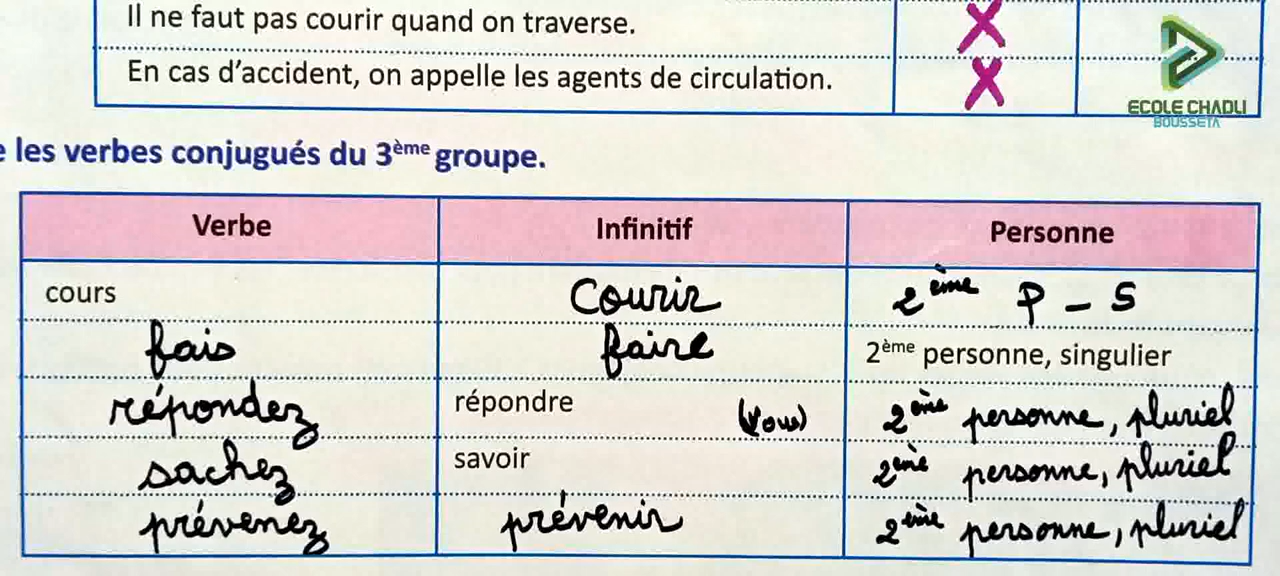 Il ne faut pas courir quand on traverse. X
En cas d'accident, on appelle les agents de circulation. X
ECOLE CHADLI
BOUSSETA
e les verbes conjugués du 3ème groupe.
Verbe Infinitif Personne
cours Courir 2ème P - S
fais faire 2ème personne, singulier
répondez répondre (vous) 2ème personne, pluriel
sachez savoir 2ème personne, pluriel
prévenez prévenir 2ème personne, pluriel